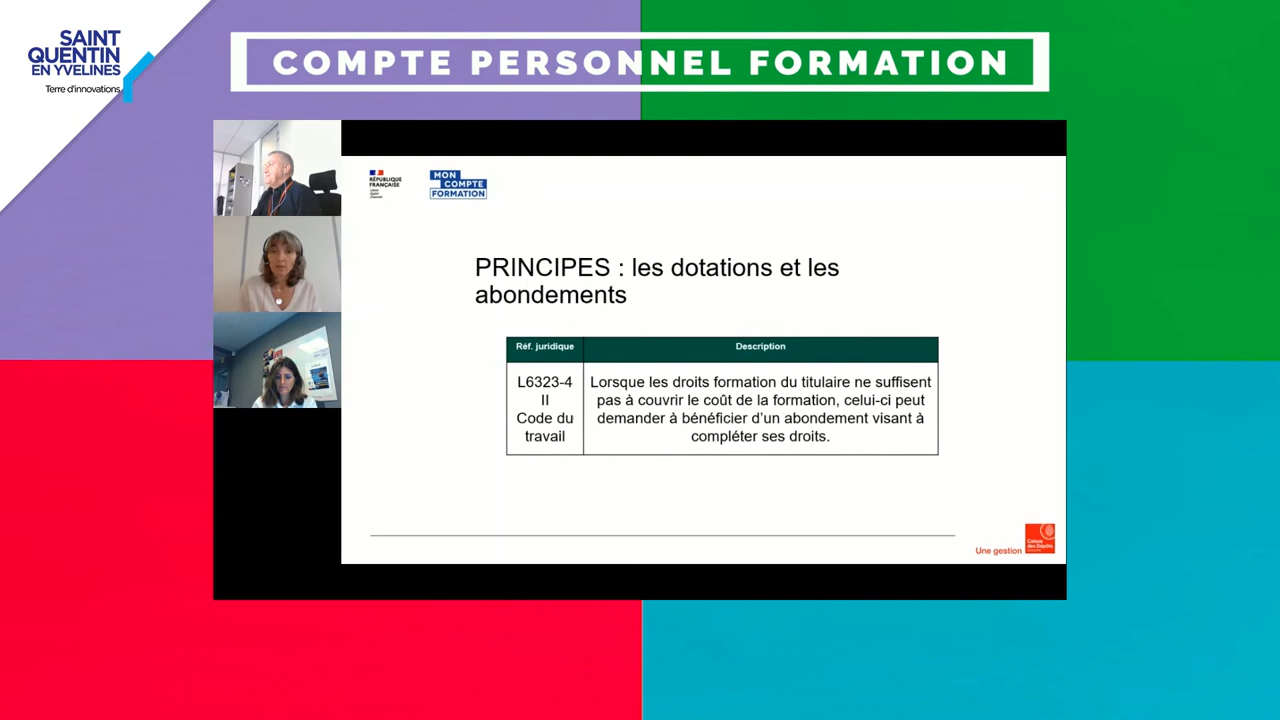 SAINT
QUENTIN
EN YVELINES
Terre d'innovations
COMPTE PERSONNEL FORMATION
RÉPUBLIQUE
FRANÇAISE
MON
COMPTE
FORMATION
PRINCIPES : les dotations et les
abondements
Réf. juridique
Description
L6323-4
II
Code du
travail
Lorsque les droits formation du titulaire ne suffisent
pas à couvrir le coût de la formation, celui-ci peut
demander à bénéficier d'un abondement visant à
compléter ses droits.
Une gestion
Caisse
des Dépôts